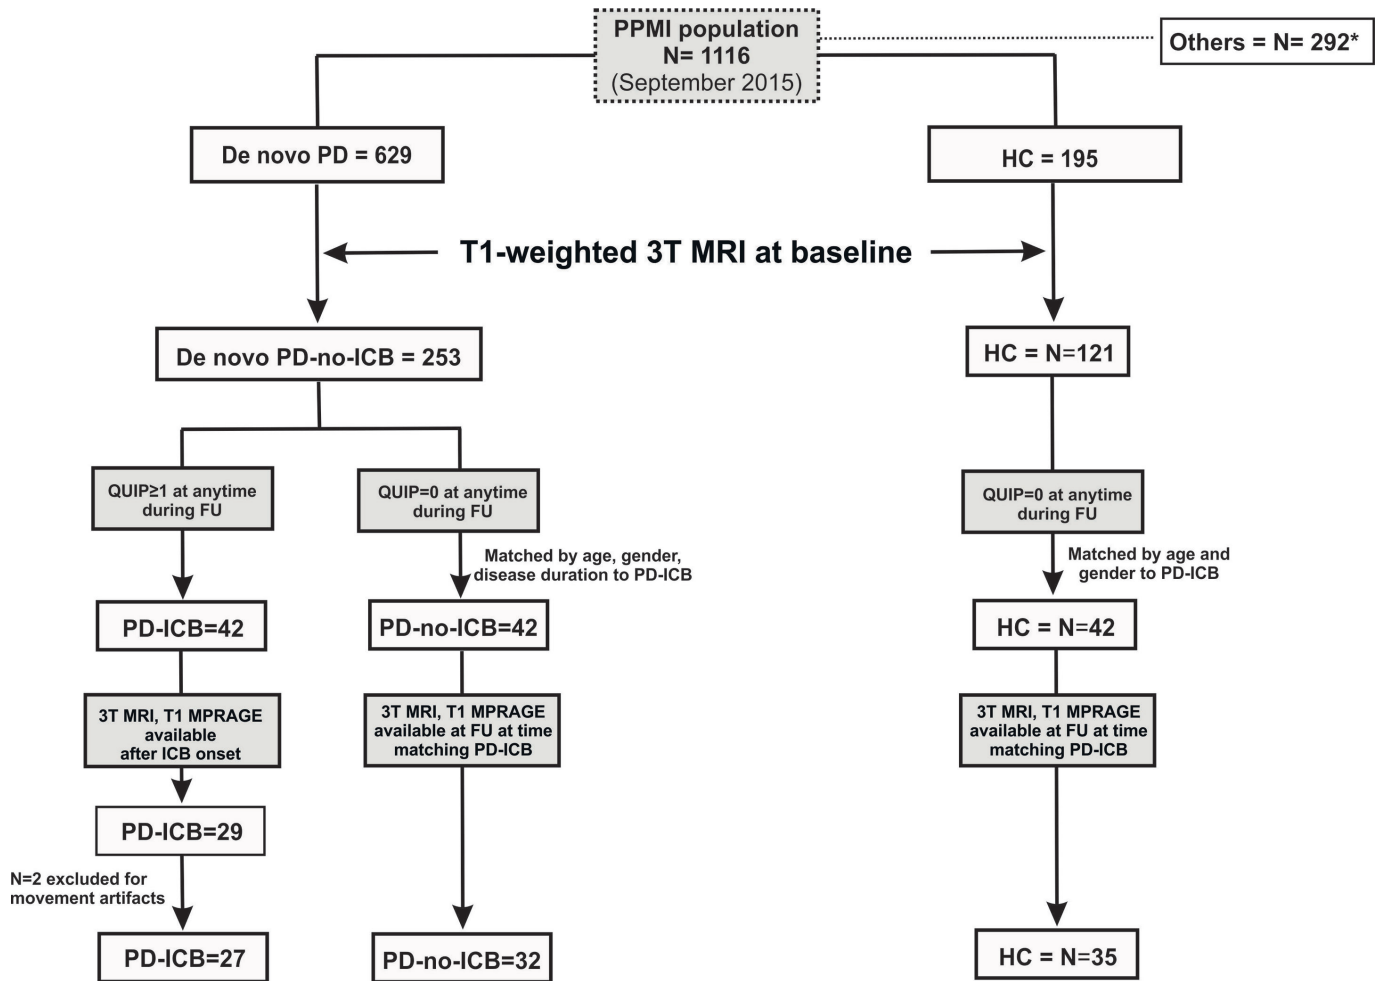 PPMI population
N= 1116
(September 2015)
Others = N= 292*
De novo PD = 629
HC = 195
T1-weighted 3T MRI at baseline
De novo PD-no-ICB = 253
HC = N=121
QUIP≥1 at anytime
during FU
QUIP=0 at anytime
during FU
QUIP=0 at anytime
during FU
Matched by age, gender,
disease duration to PD-ICB
Matched by age and
gender to PD-ICB
PD-ICB=42
PD-no-ICB=42
HC = N=42
3T MRI, T1 MPRAGE
available
after ICB onset
3T MRI, T1 MPRAGE
available at FU at time
matching PD-ICB
3T MRI, T1 MPRAGE
available at FU at time
matching PD-ICB
PD-ICB=29
N=2 excluded for
movement artifacts
PD-ICB=27
PD-no-ICB=32
HC = N=35